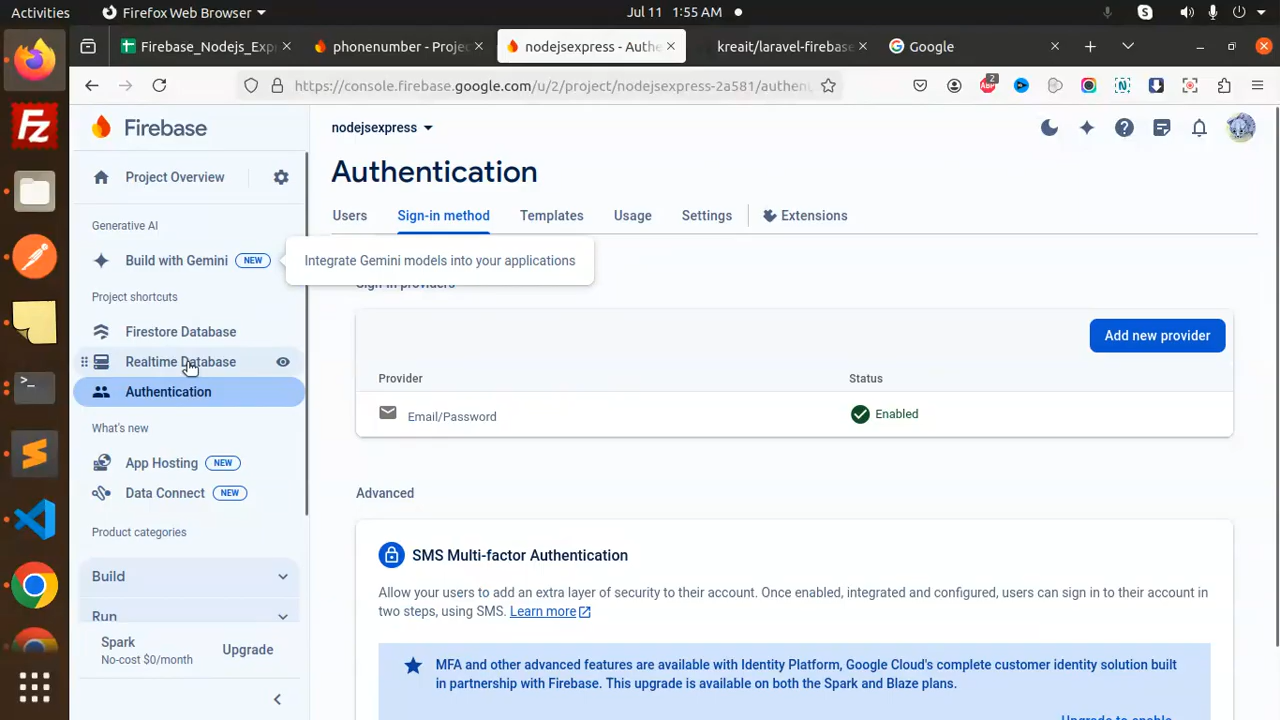 Activities
Firefox Web Browser
Jul 11 1:55 AM
Firebase_Nodejs_Exp
phonenumber - Projec
nodejsexpress - Authe
kreait/laravel-firebase
Google
https://console.firebase.google.com/u/2/project/nodejsexpress-2a581/authen
2
Firebase
nodejsexpress
Project Overview
Authentication
Users
Sign-in method
Templates
Usage
Settings
Extensions
Generative AI
Build with Gemini
NEW
Integrate Gemini models into your applications
Sign-in providers
Project shortcuts
Firestore Database
Realtime Database
Authentication
Add new provider
Provider
Status
Email/Password
Enabled
What's new
App Hosting
NEW
Data Connect
NEW
Product categories
Build
Run
Spark
No-cost $0/month
Upgrade
Advanced
SMS Multi-factor Authentication
Allow your users to add an extra layer of security to their account. Once enabled, integrated and configured, users can sign in to their account in
two steps, using SMS. Learn more
MFA and other advanced features are available with Identity Platform, Google Cloud's complete customer identity solution built
in partnership with Firebase. This upgrade is available on both the Spark and Blaze plans.
Upgrade to enable